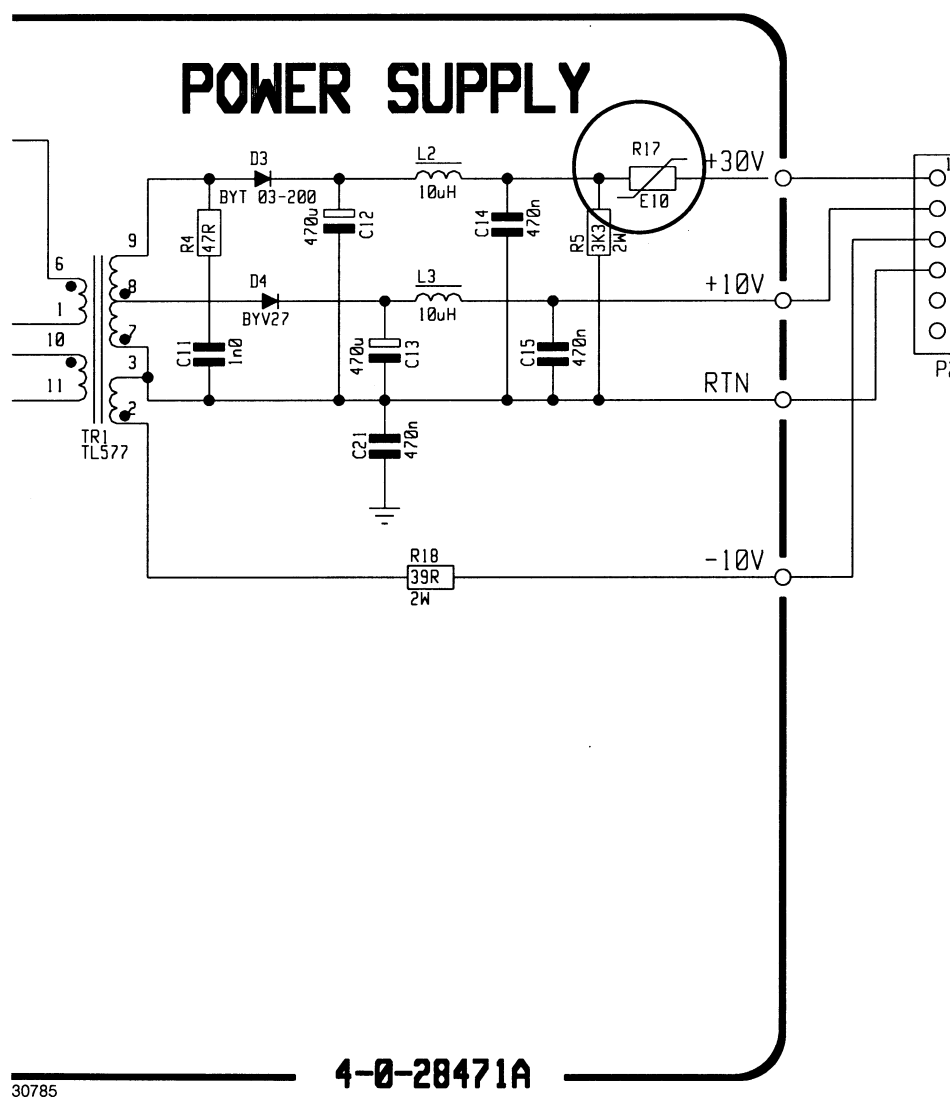 POWER SUPPLY
D3
BYT 03-200
L2
10uH
R17
E10
+30V
1
470u
C12
C14
470n
R4
47R
R5
3K3
2W
9
6
8
1
7
10
3
11
2
TR1
TL577
D4
BYV27
L3
10uH
+10V
C11
1n0
470u
C13
C15
470n
P2
RTN
C21
470n
R18
39R
2W
-10V
4-0-28471A
30785